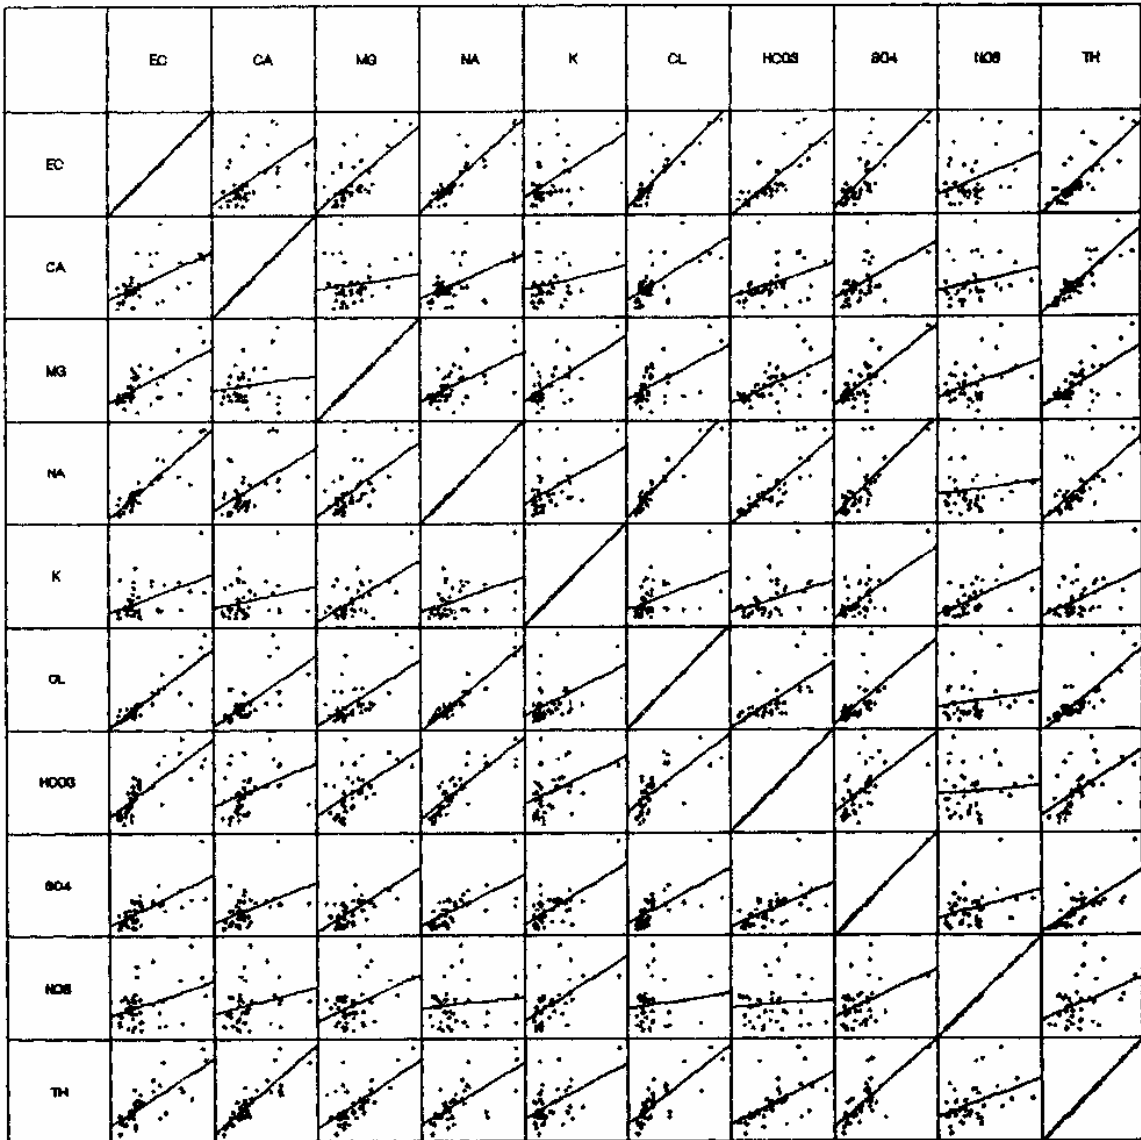 EC CA MG NA K CL HCO3 SO4 NO3 TH
EC
CA
MG
NA
K
CL
HCO3
SO4
NO3
TH